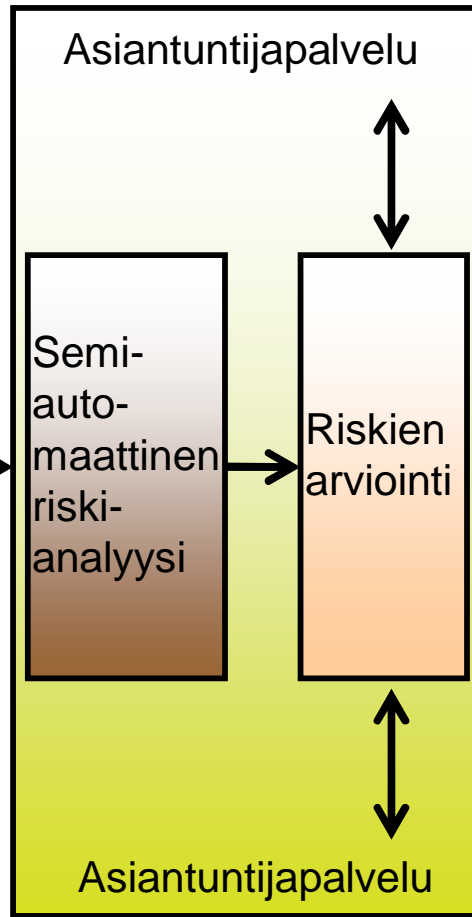 Asiantuntijapalvelu
Semi-
auto-
maattinen
riski-
analyysi
Riskien
arviointi
Asiantuntijapalvelu